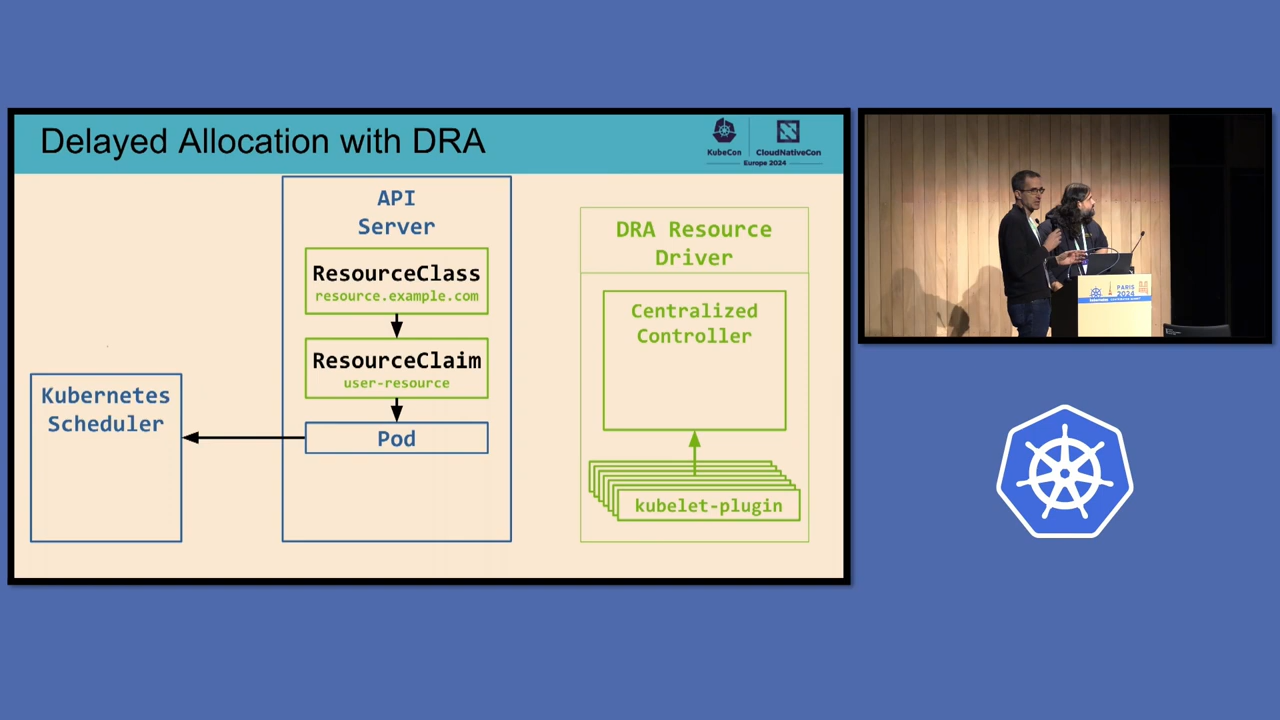 Delayed Allocation with DRA
KubeCon
CloudNativeCon
Europe 2024
API
Server
ResourceClass
resource.example.com
ResourceClaim
user-resource
Pod
Kubernetes
Scheduler
DRA Resource
Driver
Centralized
Controller
kubelet-plugin
PARIS
2024